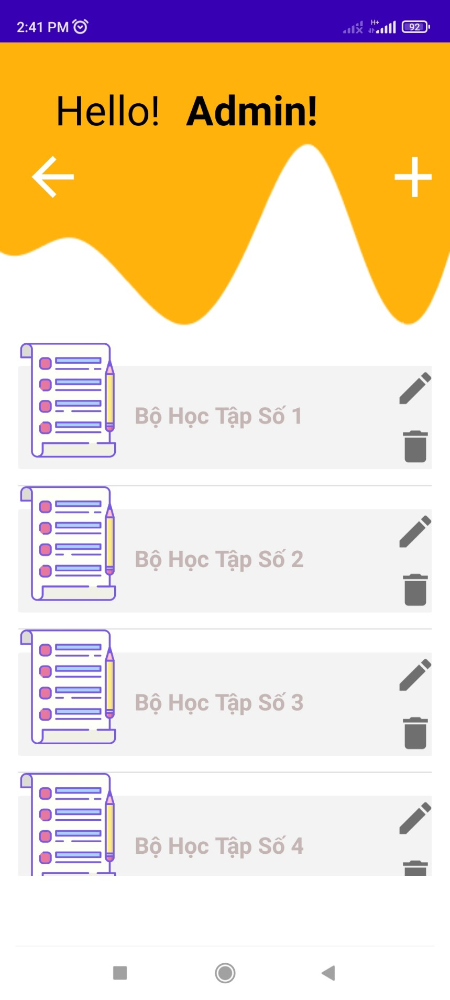 2:41 PM
H+
92
Hello! Admin!
Bộ Học Tập Số 1
Bộ Học Tập Số 2
Bộ Học Tập Số 3
Bộ Học Tập Số 4